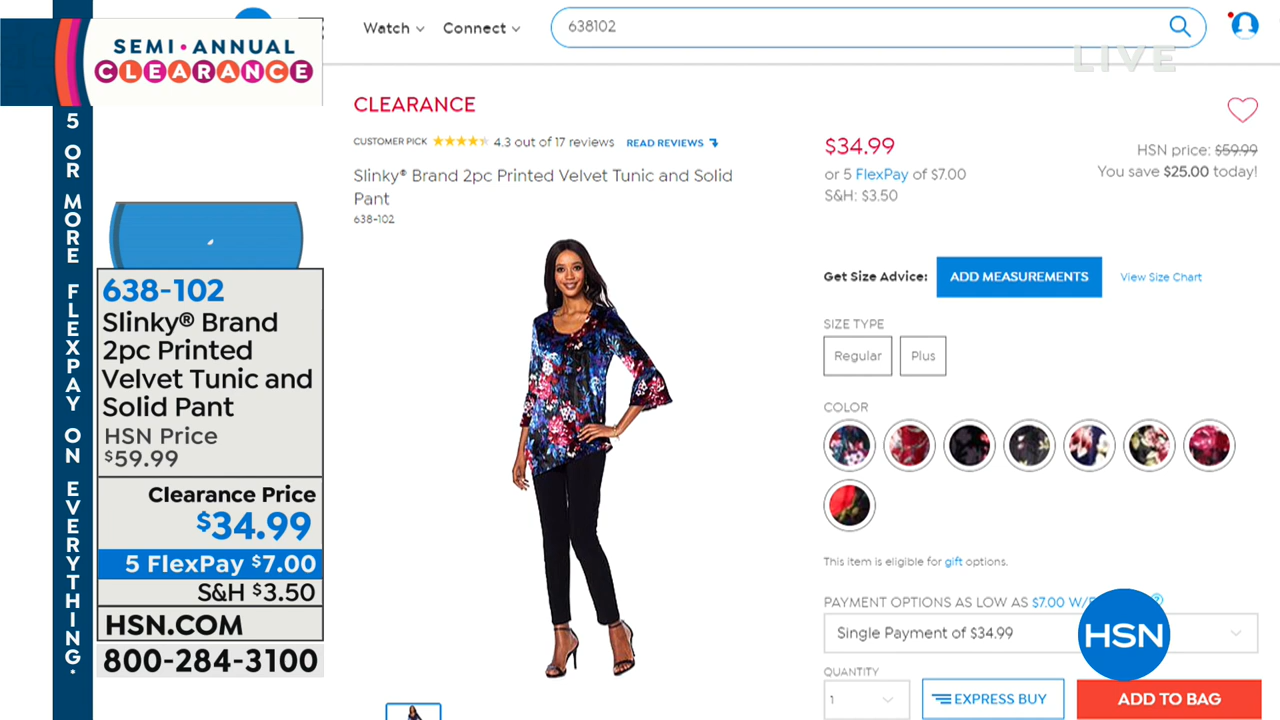 SEMI•ANNUAL
CLEARANCE
5 OR MORE FLEXPAY ON EVERYTHING.
638-102
Slinky® Brand
2pc Printed
Velvet Tunic and
Solid Pant
HSN Price
$59.99
Clearance Price
$34.99
5 FlexPay $7.00
S&H $3.50
HSN.COM
800-284-3100
Watch
Connect
638102
LIVE
CLEARANCE
CUSTOMER PICK 4.3 out of 17 reviews READ REVIEWS
Slinky® Brand 2pc Printed Velvet Tunic and Solid
Pant
638-102
$34.99
HSN price: $59.99
or 5 FlexPay of $7.00
You save $25.00 today!
S&H: $3.50
Get Size Advice: ADD MEASUREMENTS View Size Chart
SIZE TYPE
Regular Plus
COLOR
This item is eligible for gift options.
PAYMENT OPTIONS AS LOW AS $7.00 W/
Single Payment of $34.99
HSN
QUANTITY
1
EXPRESS BUY
ADD TO BAG